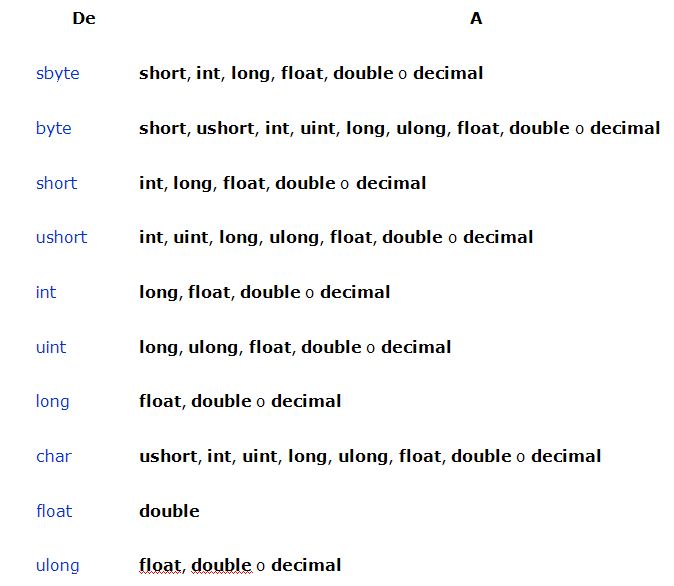 De A
sbyte short, int, long, float, double o decimal
byte short, ushort, int, uint, long, ulong, float, double o decimal
short int, long, float, double o decimal
ushort int, uint, long, ulong, float, double o decimal
int long, float, double o decimal
uint long, ulong, float, double o decimal
long float, double o decimal
char ushort, int, uint, long, ulong, float, double o decimal
float double
ulong float, double o decimal